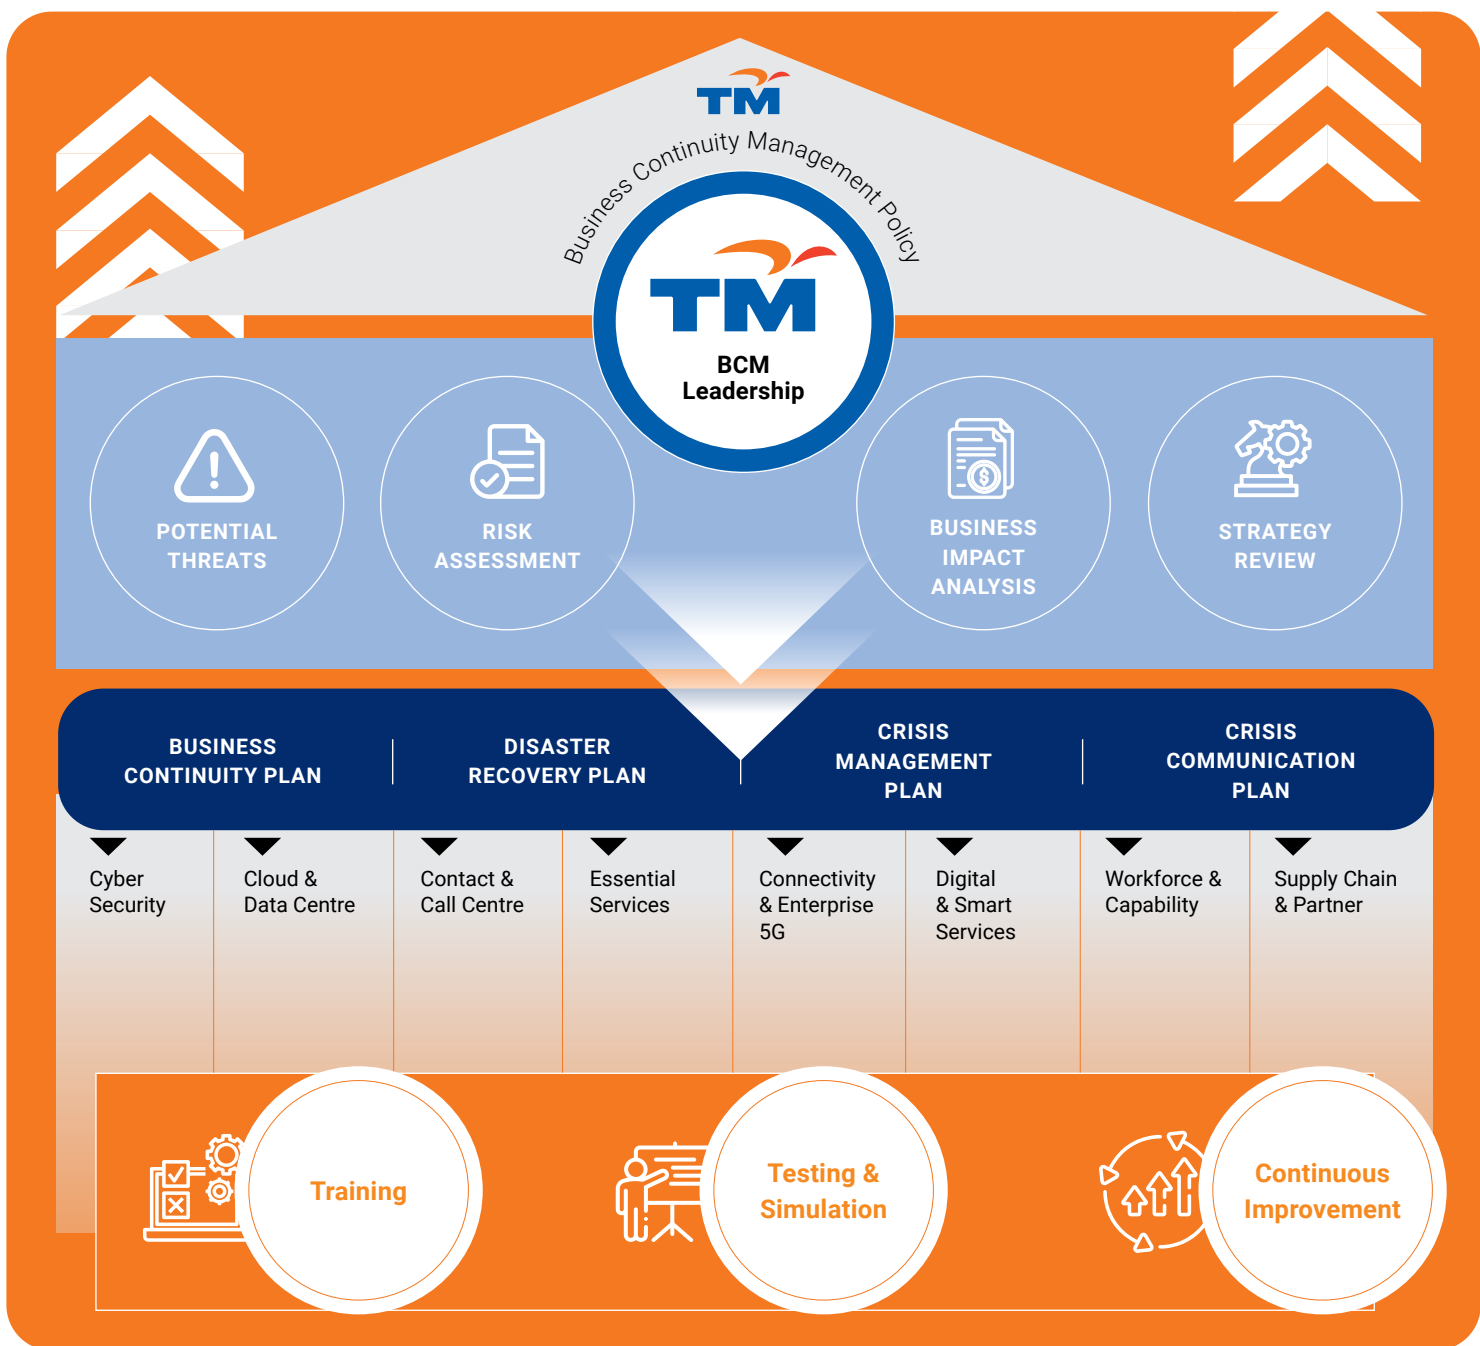 TM
Business Continuity Management Policy
TM
BCM
Leadership
POTENTIAL
THREATS
RISK
ASSESSMENT
BUSINESS
IMPACT
ANALYSIS
STRATEGY
REVIEW
BUSINESS
CONTINUITY PLAN
DISASTER
RECOVERY PLAN
CRISIS
MANAGEMENT
PLAN
CRISIS
COMMUNICATION
PLAN
Cyber
Security
Cloud &
Data Centre
Contact &
Call Centre
Essential
Services
Connectivity
& Enterprise
5G
Digital
& Smart
Services
Workforce &
Capability
Supply Chain
& Partner
Training
Testing &
Simulation
Continuous
Improvement